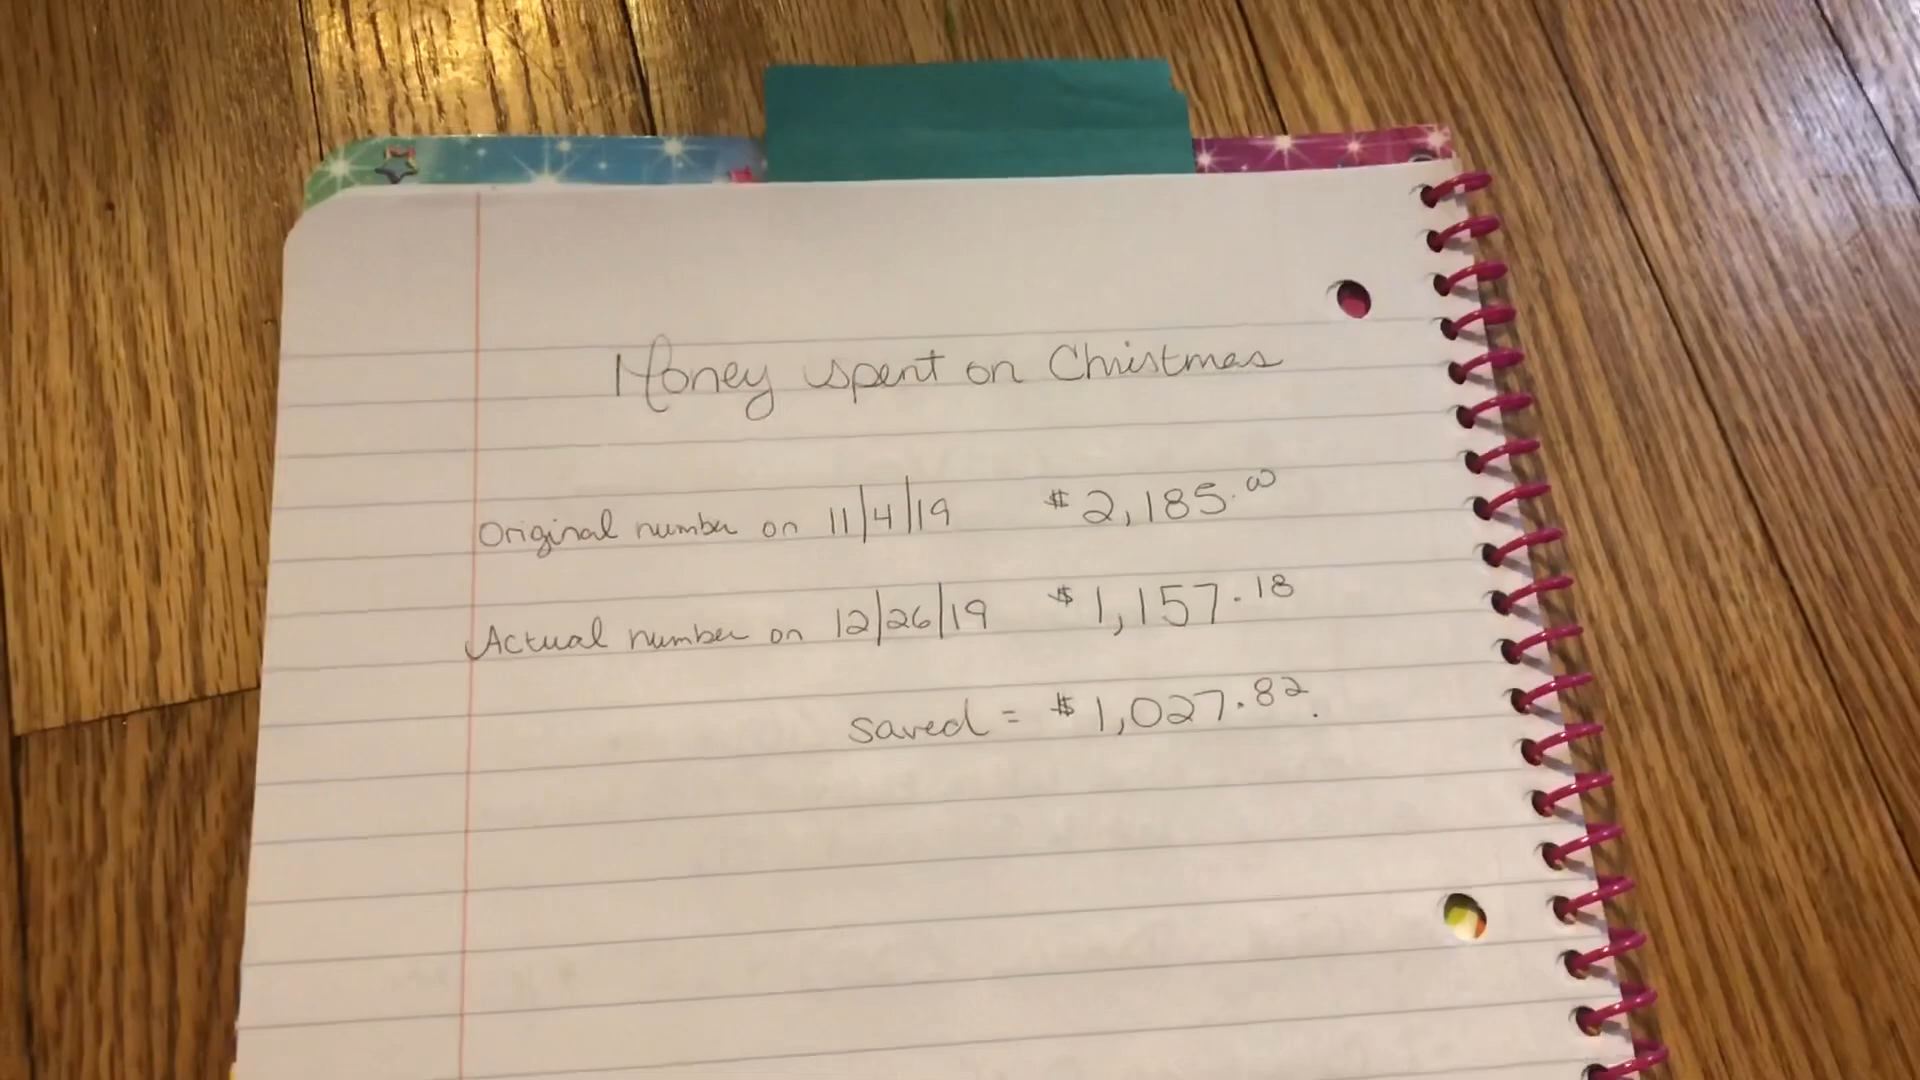 Money spent on Christmas
Original number on 11/4/19 $2,185.00
Actual number on 12/26/19 $1,157.18
saved = $1,027.82.